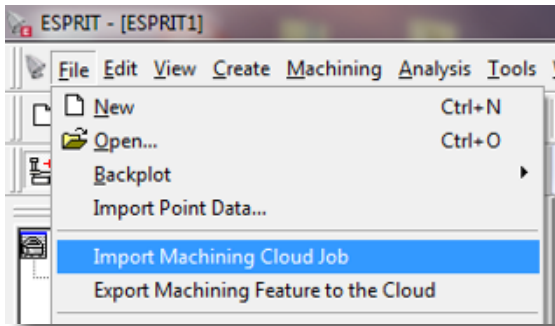 ESPRIT - [ESPRIT1]
File Edit View Create Machining Analysis Tools
New Ctrl+N
Open... Ctrl+O
Backplot
Import Point Data...
Import Machining Cloud Job
Export Machining Feature to the Cloud